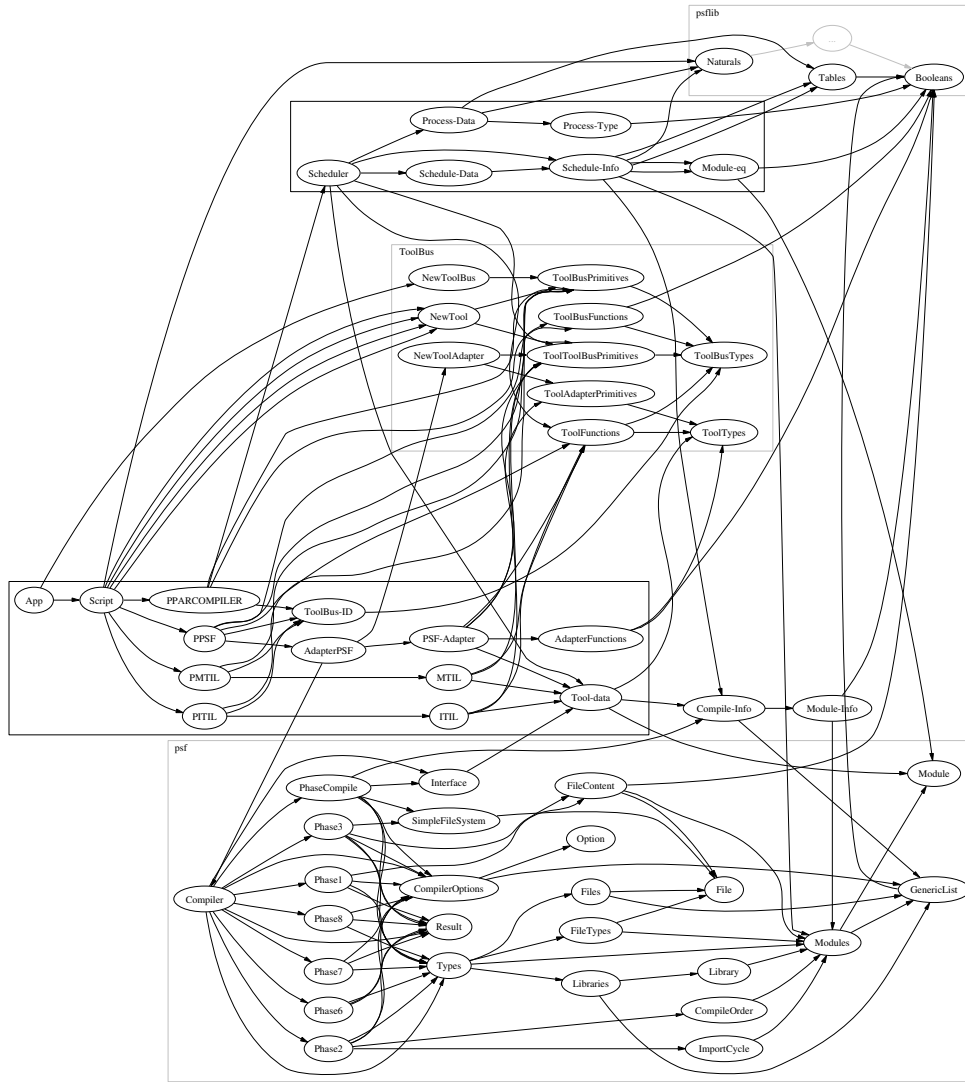 psflib
...
Naturals
Tables
Booleans
Process-Data
Process-Type
Scheduler
Schedule-Data
Schedule-Info
Module-eq
ToolBus
NewToolBus
ToolBusPrimitives
NewTool
ToolBusFunctions
NewToolAdapter
ToolToolBusPrimitives
ToolBusTypes
ToolAdapterPrimitives
ToolFunctions
ToolTypes
App
Script
PPARCOMPILER
ToolBus-ID
PPSF
AdapterPSF
PSF-Adapter
AdapterFunctions
PMTIL
MTIL
Tool-data
PITIL
ITIL
Compile-Info
Module-Info
psf
PhaseCompile
Interface
FileContent
Module
SimpleFileSystem
Phase3
Option
Compiler
Phase1
CompilerOptions
Files
File
GenericList
Phase8
Result
FileTypes
Modules
Phase7
Types
Libraries
Library
Phase6
CompileOrder
Phase2
ImportCycle